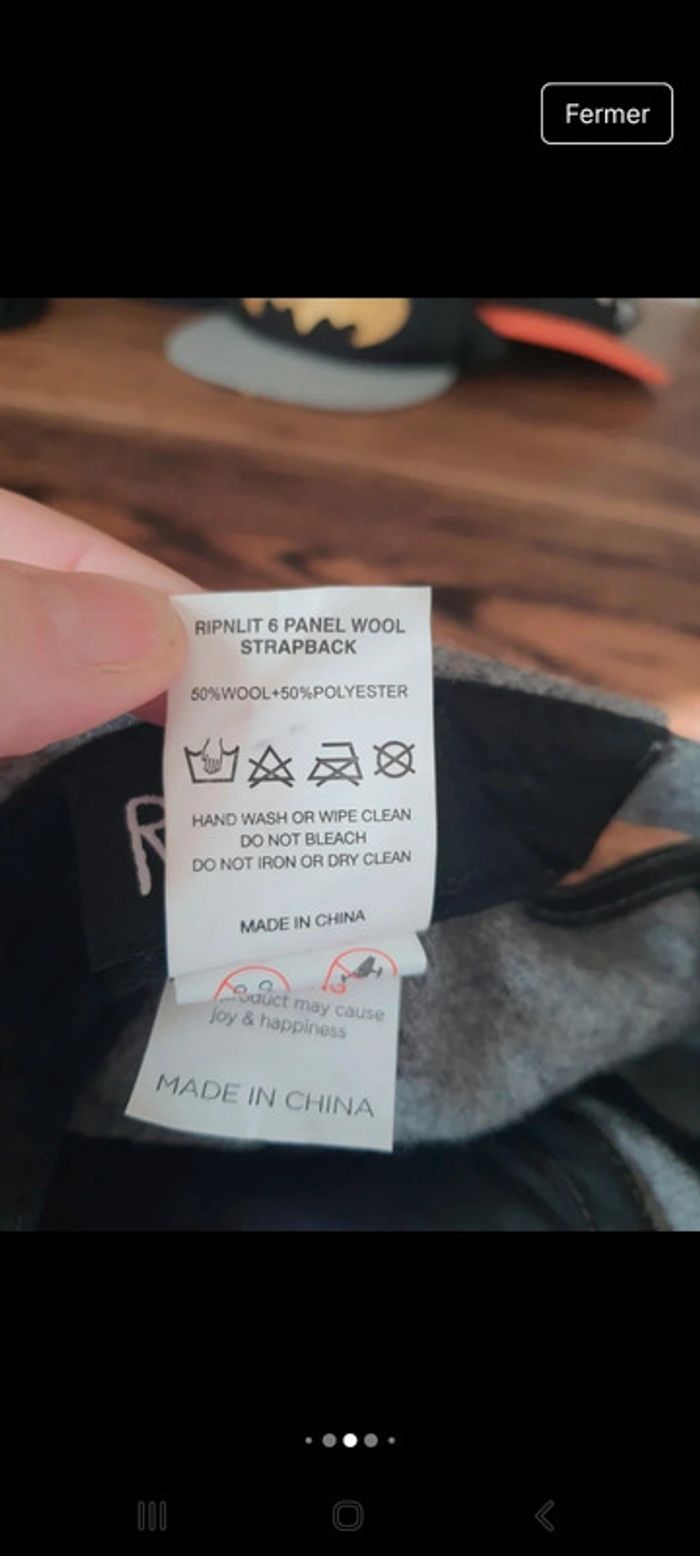 Fermer
RIPNLIT 6 PANEL WOOL
STRAPBACK
50%WOOL+50%POLYESTER
HAND WASH OR WIPE CLEAN
DO NOT BLEACH
DO NOT IRON OR DRY CLEAN
MADE IN CHINA
product may cause
joy & happiness
MADE IN CHINA
R